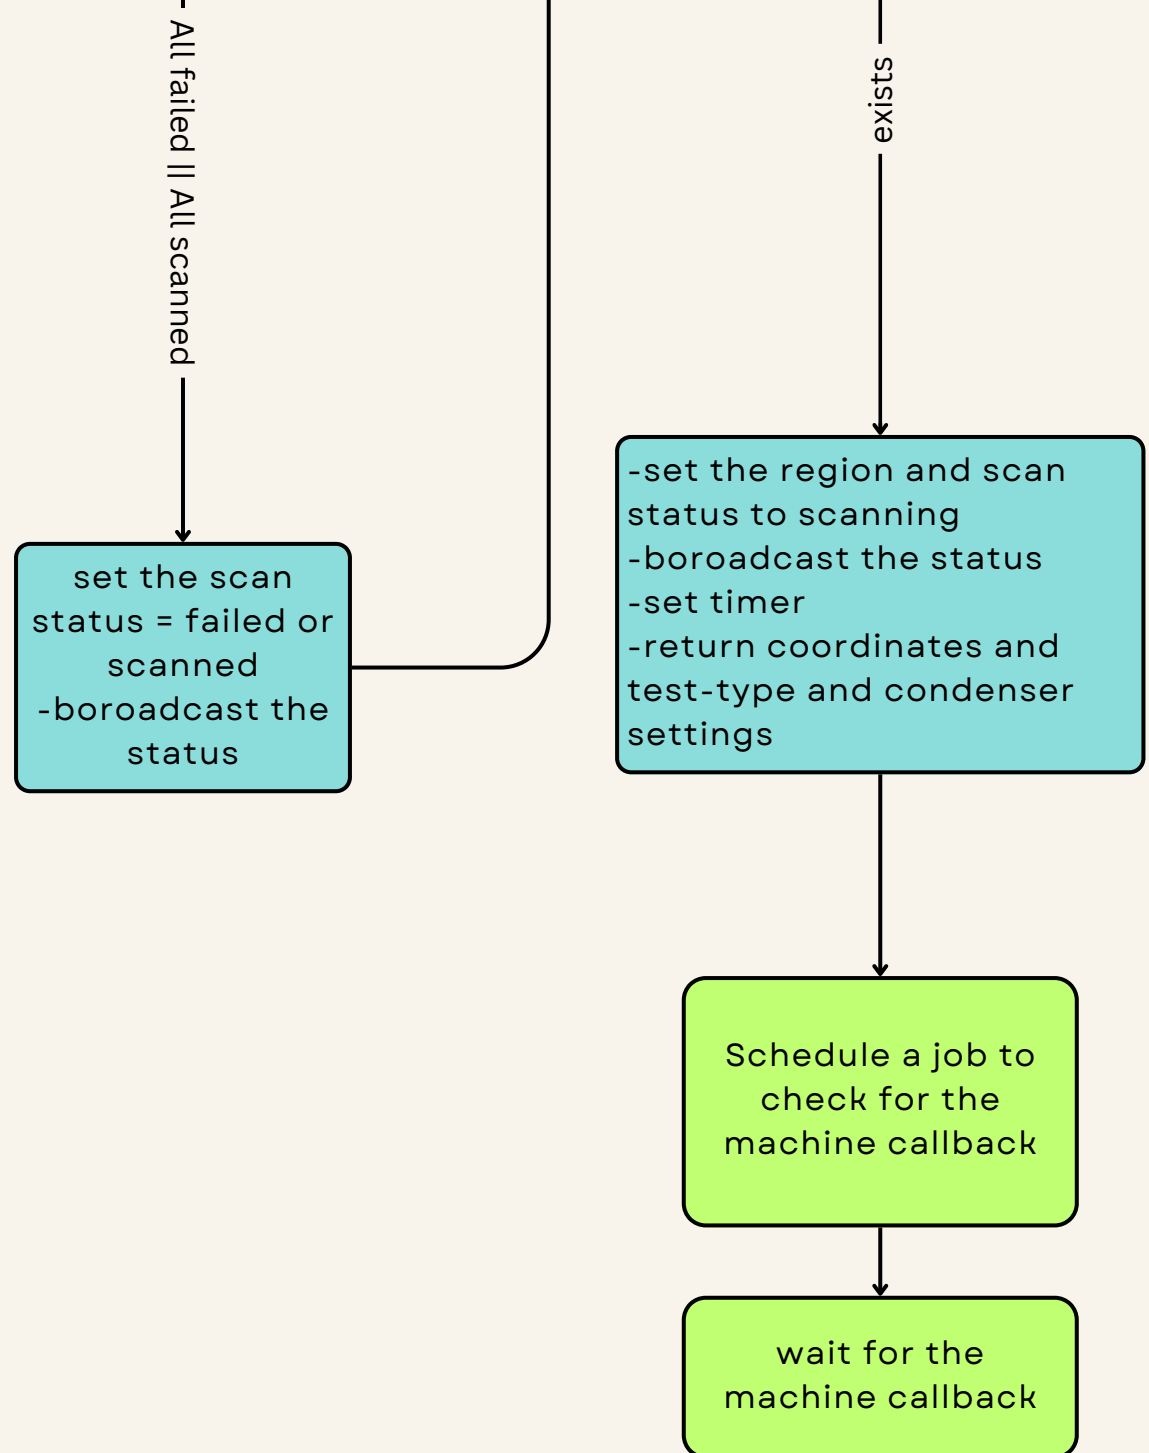 All failed || All scanned
exists
set the scan
status = failed or
scanned
-boroadcast the
status
-set the region and scan
status to scanning
-boroadcast the status
-set timer
-return coordinates and
test-type and condenser
settings
Schedule a job to
check for the
machine callback
wait for the
machine callback